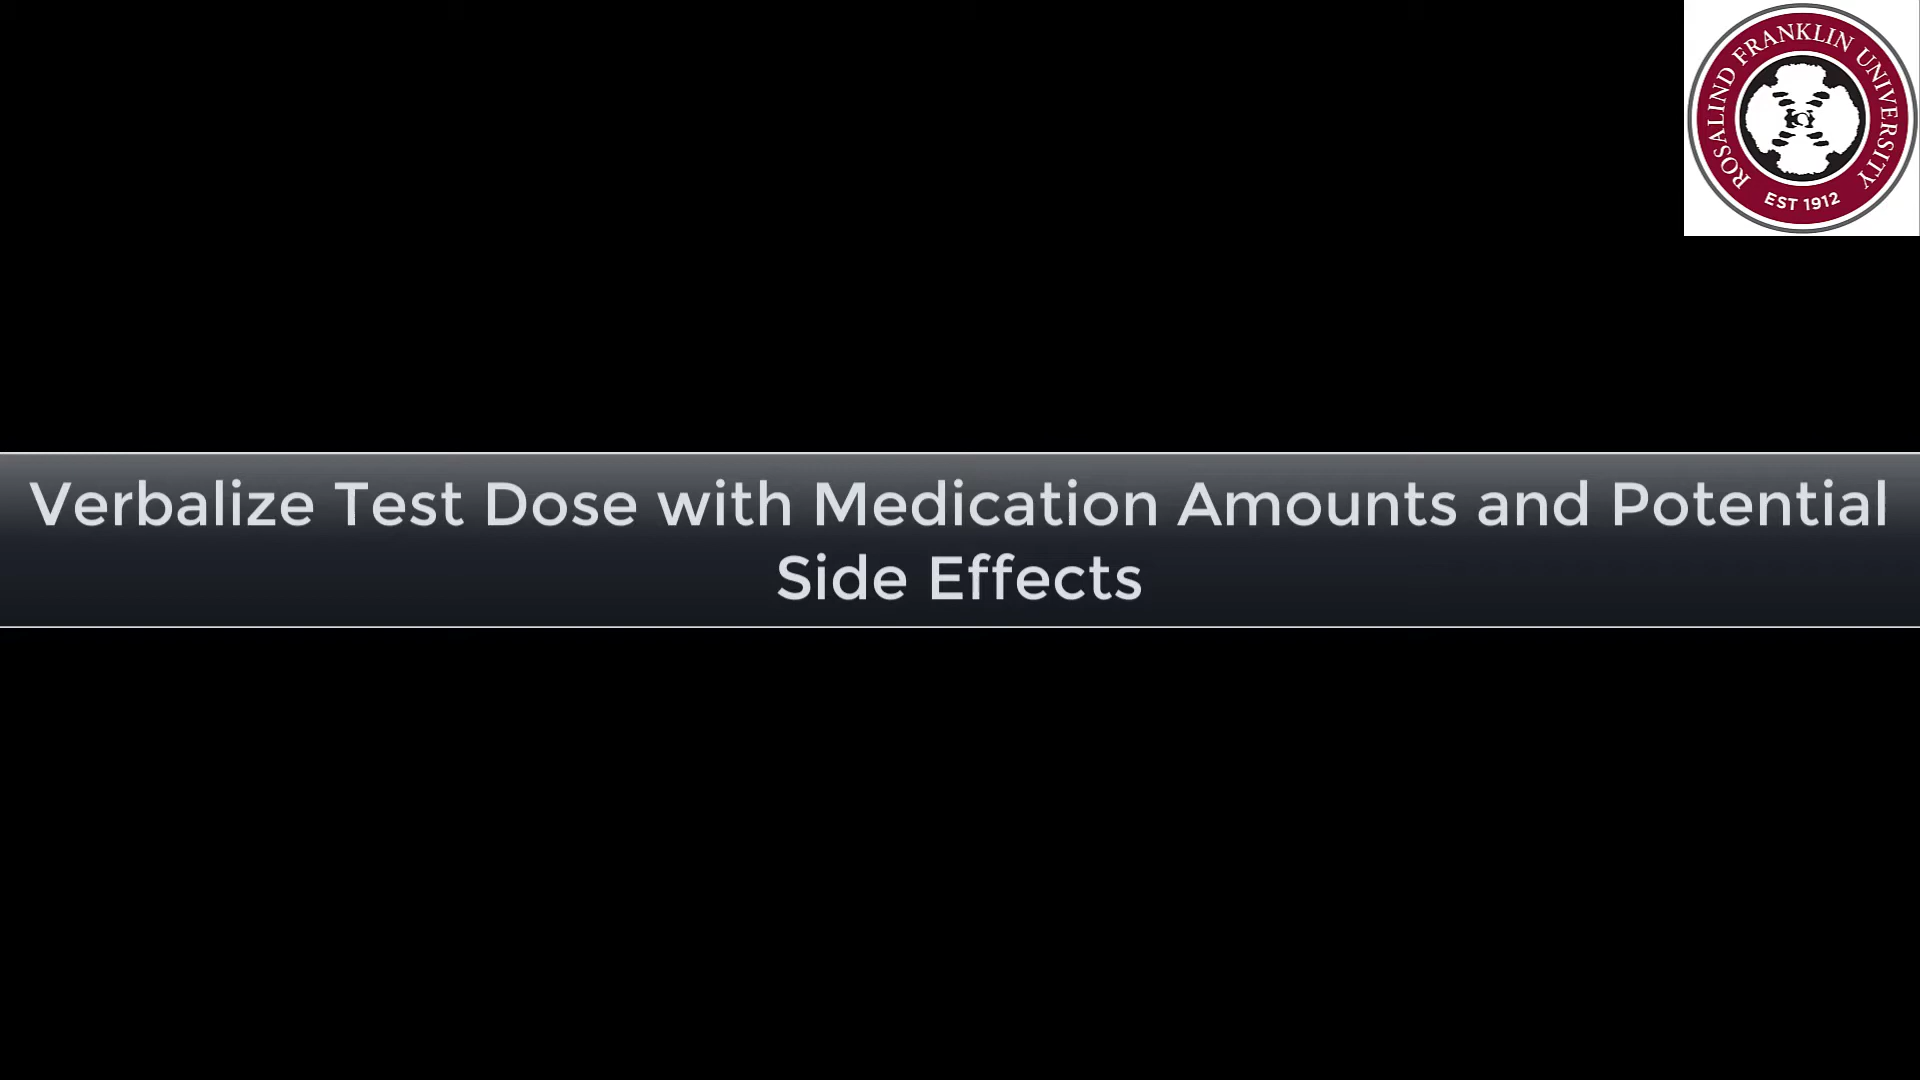 ROSALIND FRANKLIN UNIVERSITY
EST 1912
Verbalize Test Dose with Medication Amounts and Potential
Side Effects